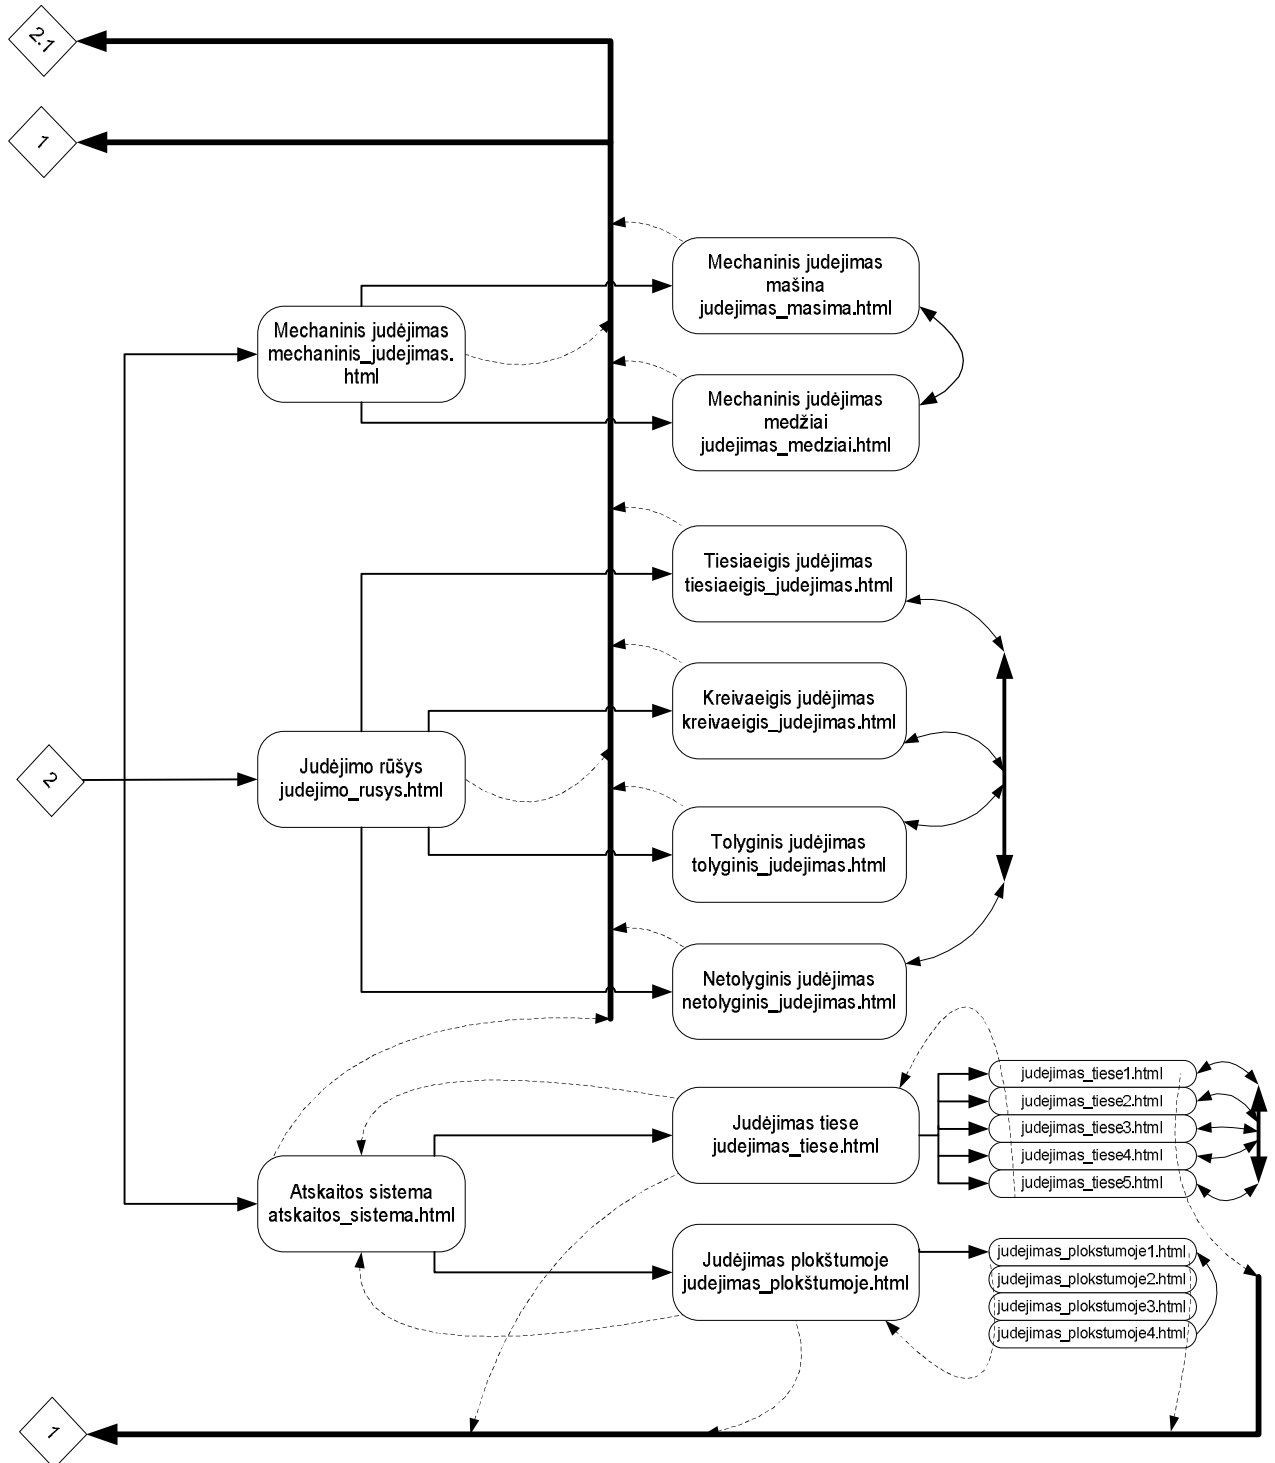 2.1
1
Mechaninis judejimas
mašina
judejimas_masima.html
Mechaninis judėjimas
mechaninis_judejimas.
html
Mechaninis judėjimas
medžiai
judejimas_medziai.html
Tiesiaeigis judėjimas
tiesiaeigis_judejimas.html
Kreivaeigis judėjimas
kreivaeigis_judejimas.html
2
Judėjimo rūšys
judejimo_rusys.html
Tolyginis judėjimas
tolyginis_judejimas.html
Netolyginis judėjimas
netolyginis_judejimas.html
Judėjimas tiese
judejimas_tiese.html
judejimas_tiese1.html
judejimas_tiese2.html
judejimas_tiese3.html
judejimas_tiese4.html
judejimas_tiese5.html
Atskaitos sistema
atskaitos_sistema.html
Judėjimas plokštumoje
judejimas_plokštumoje.html
judejimas_plokstumoje1.html
judejimas_plokstumoje2.html
judejimas_plokstumoje3.html
judejimas_plokstumoje4.html
1